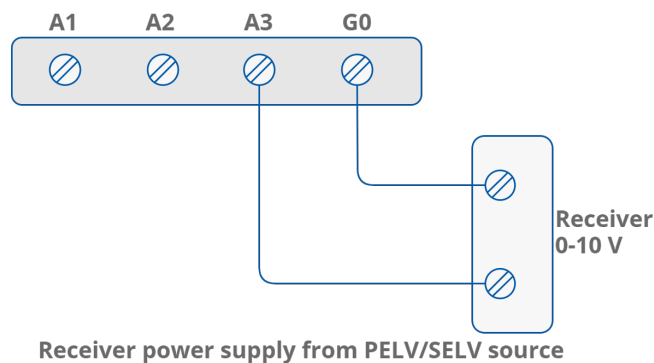 A1 A2 A3 G0
Receiver
0-10 V
Receiver power supply from PELV/SELV source